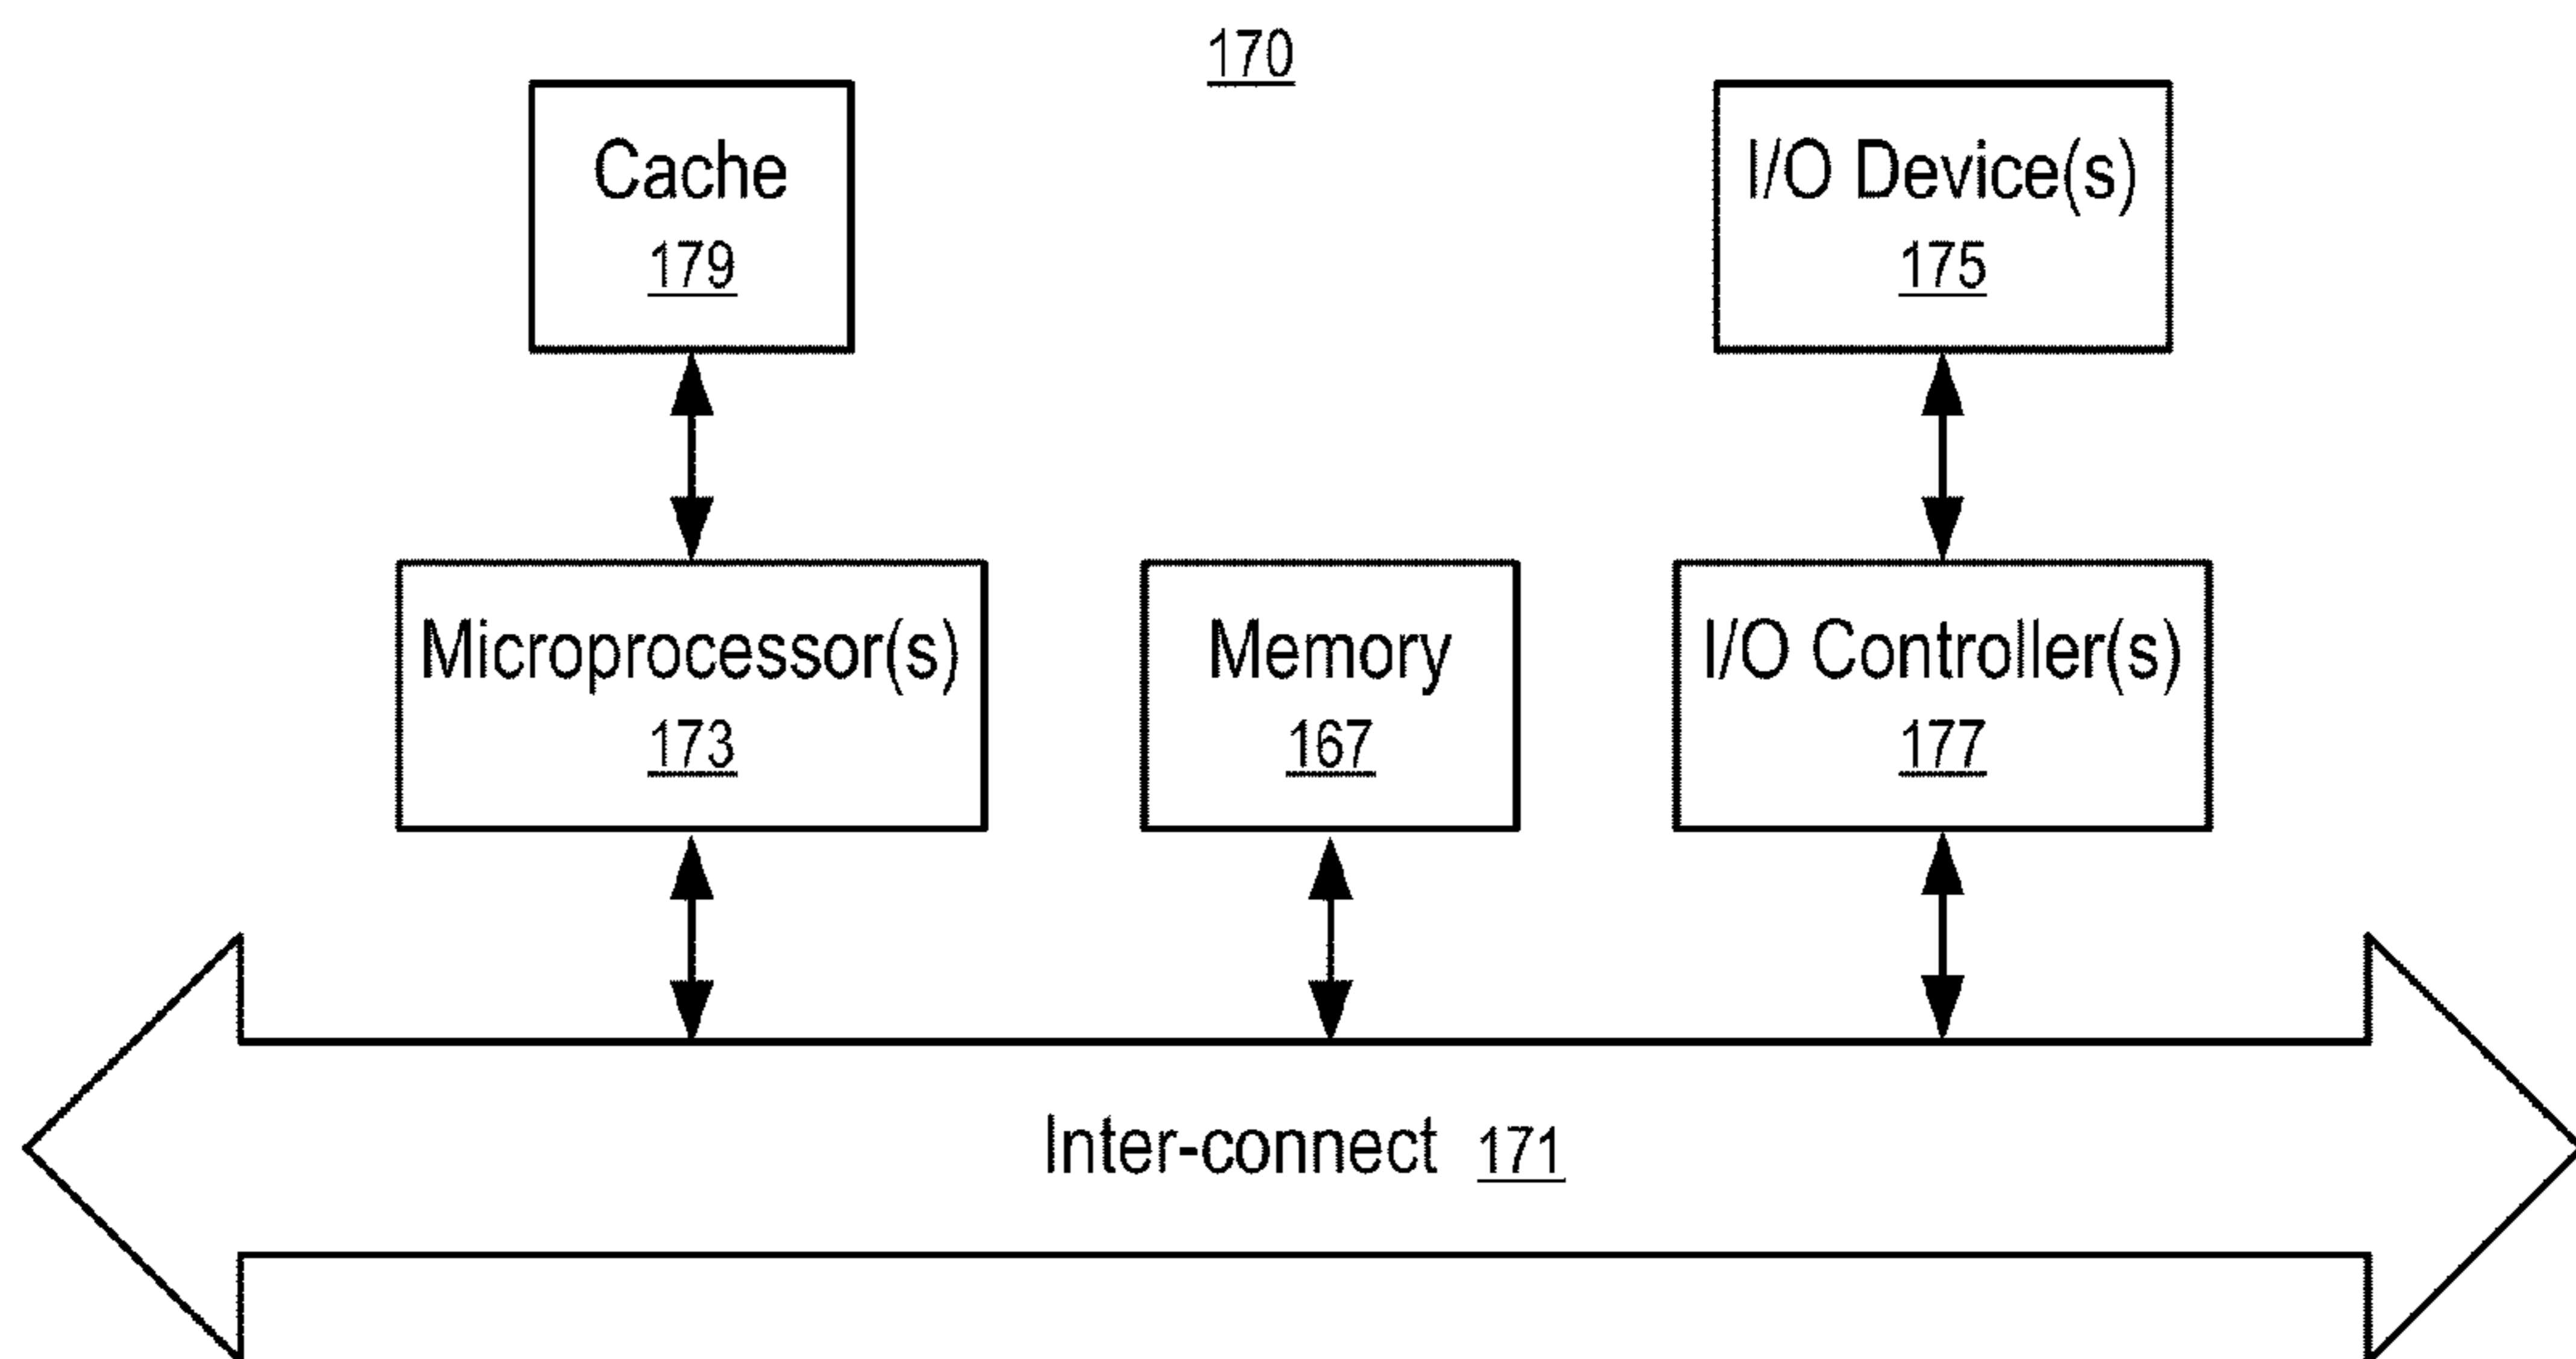 170
Cache
179
I/O Device(s)
175
Microprocessor(s)
173
Memory
167
I/O Controller(s)
177
Inter-connect 171